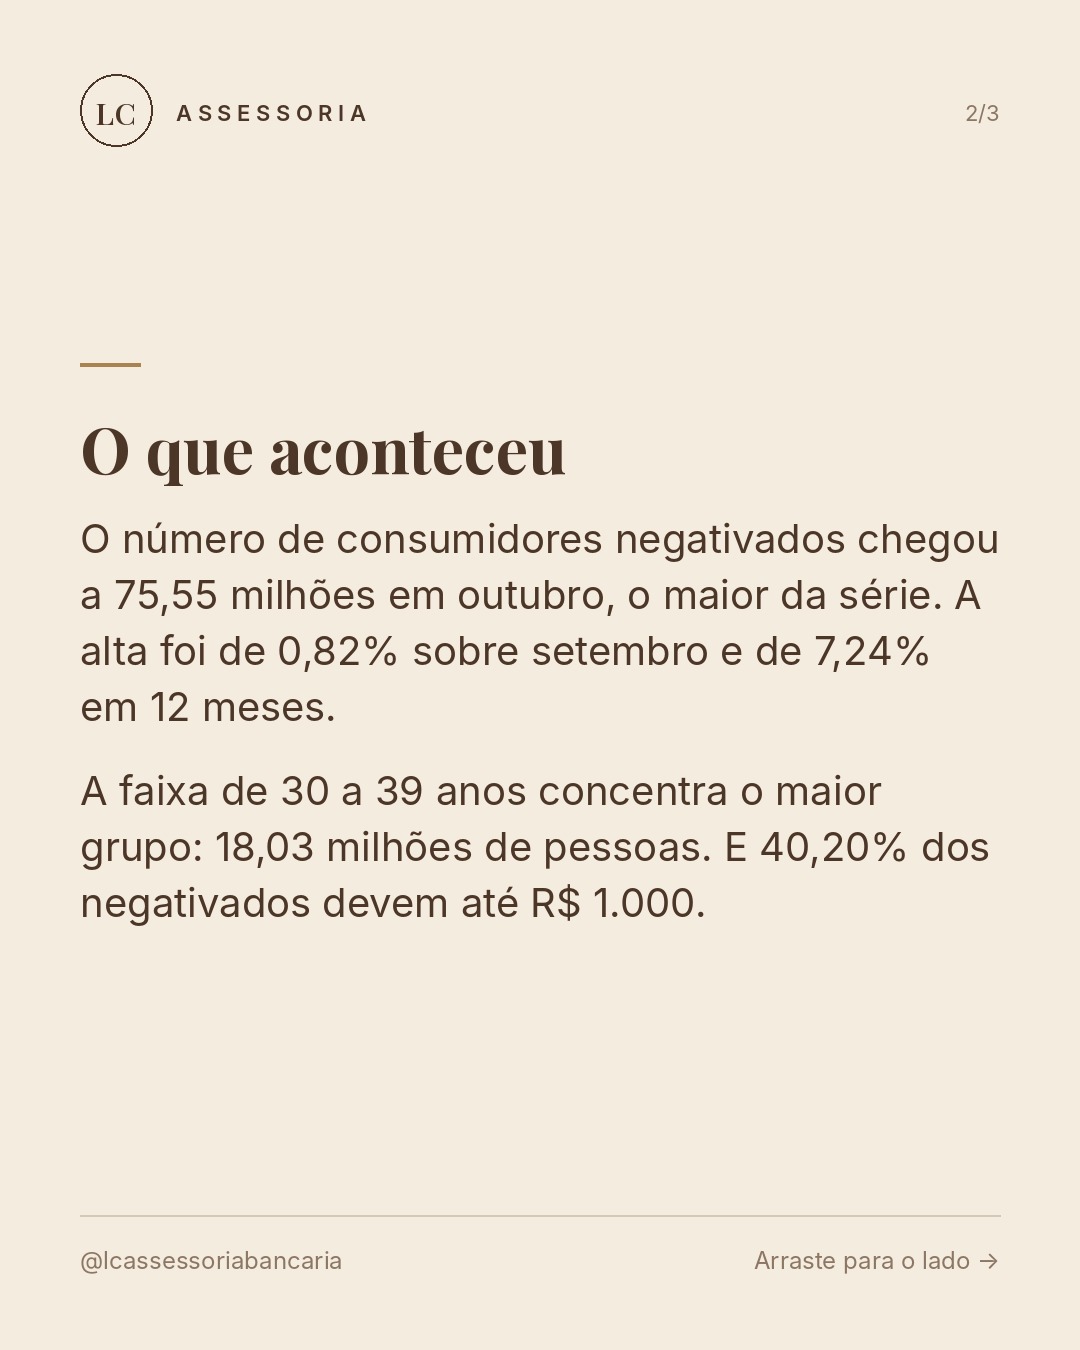 LC
ASSESSORIA
2/3
O que aconteceu
O número de consumidores negativados chegou
a 75,55 milhões em outubro, o maior da série. A
alta foi de 0,82% sobre setembro e de 7,24%
em 12 meses.
A faixa de 30 a 39 anos concentra o maior
grupo: 18,03 milhões de pessoas. E 40,20% dos
negativados devem até R$ 1.000.
@lcassessoriabancaria
Arraste para o lado →